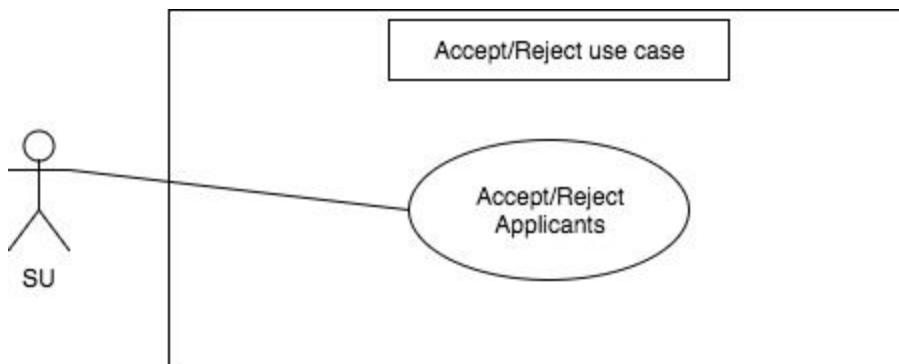 Accept/Reject use case
Accept/Reject
Applicants
SU